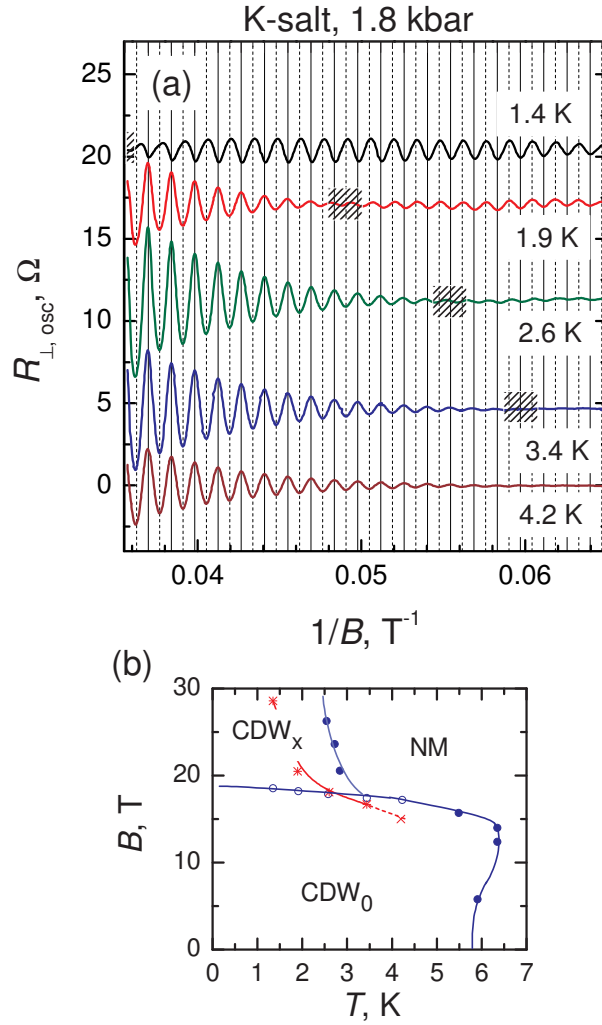 K-salt, 1.8 kbar
(a)
25
20
15
10
5
0
R⊥, osc, Ω
1.4 K
1.9 K
2.6 K
3.4 K
4.2 K
0.04 0.05 0.06
1/B, T-1
(b)
30
20
10
0
B, T
CDWx
NM
CDW0
0 1 2 3 4 5 6 7
T, K